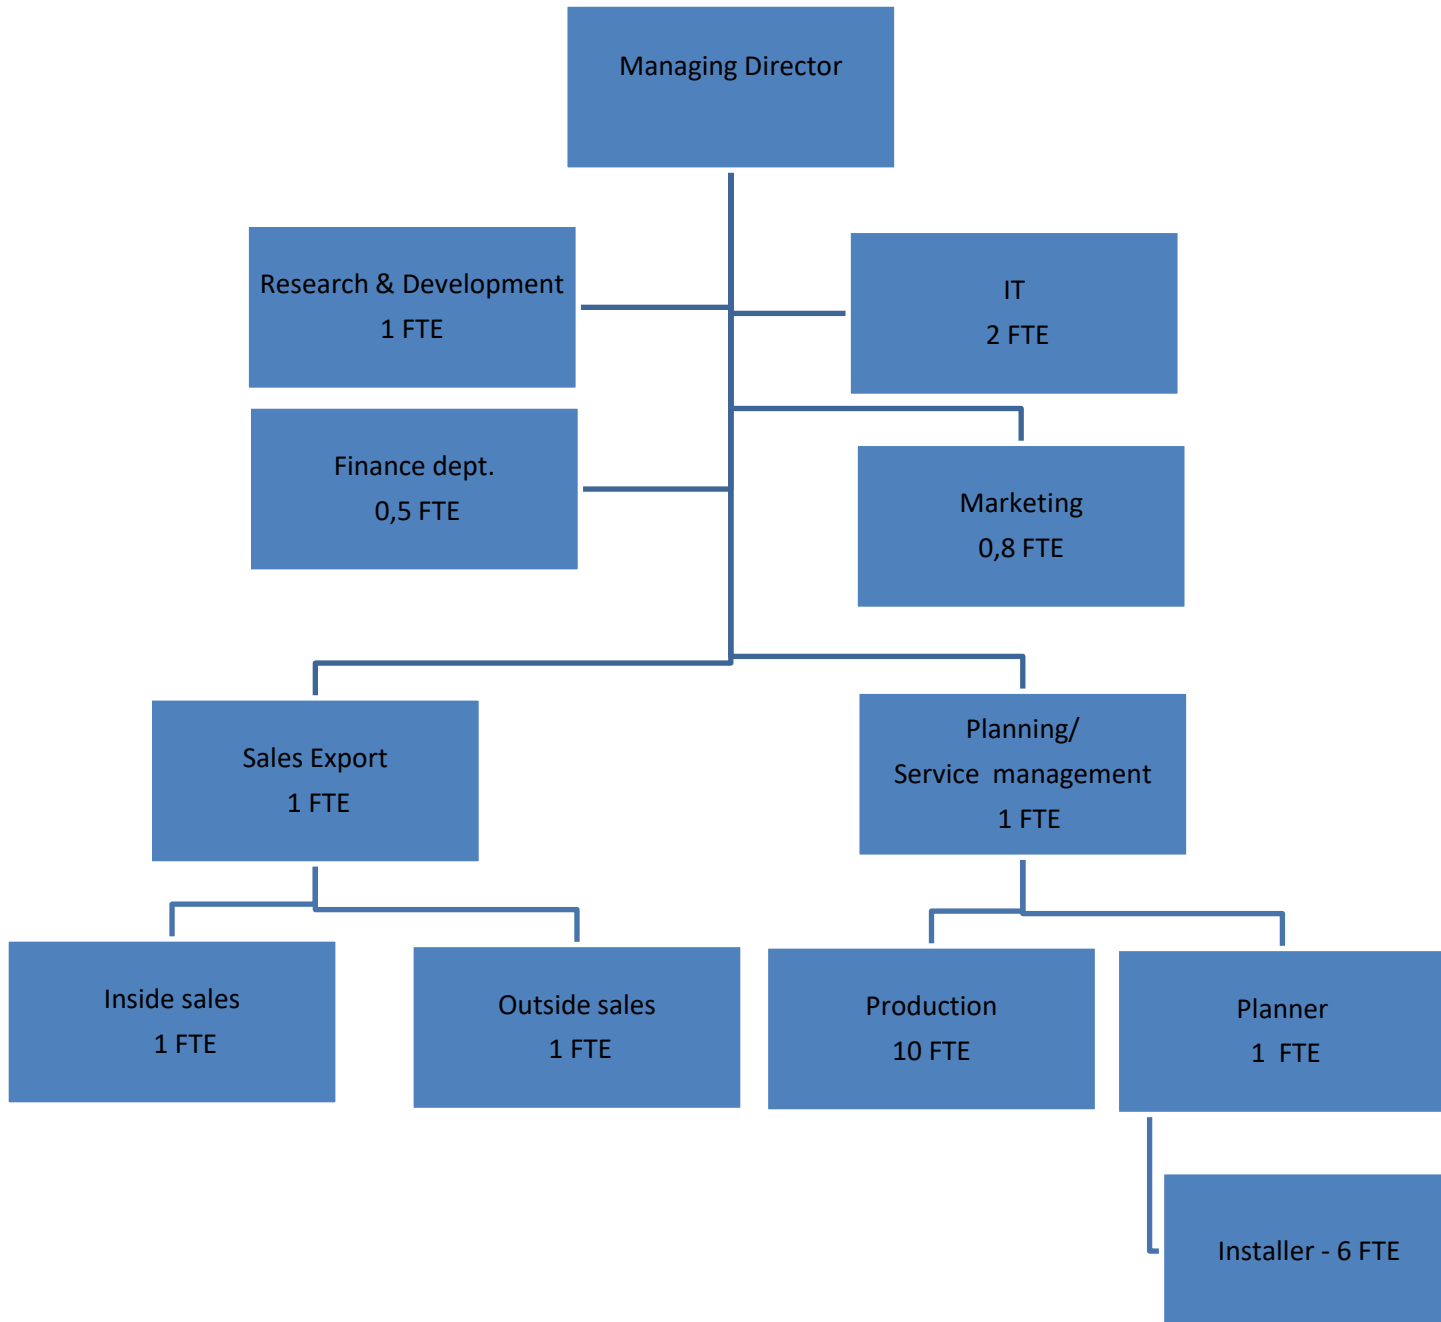 Managing Director
Research & Development
1 FTE
IT
2 FTE
Finance dept.
0,5 FTE
Marketing
0,8 FTE
Sales Export
1 FTE
Planning/
Service  management
1 FTE
Inside sales
1 FTE
Outside sales
1 FTE
Production
10 FTE
Planner
1  FTE
Installer - 6 FTE